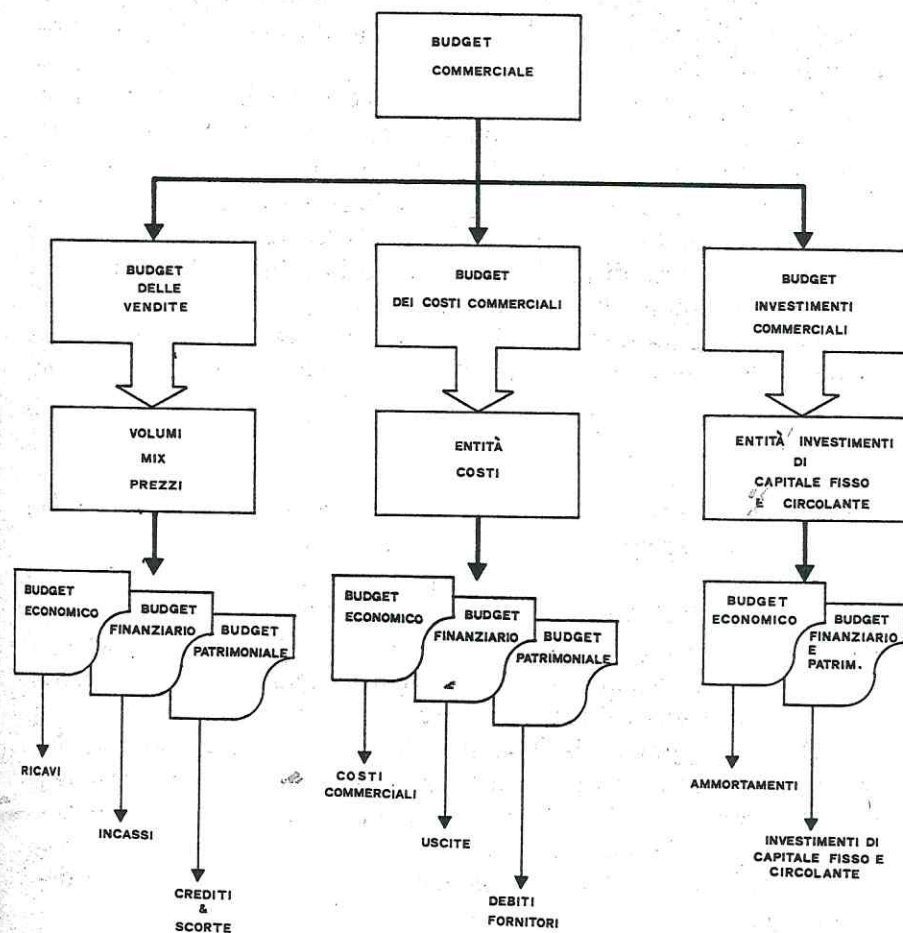 BUDGET
COMMERCIALE
BUDGET
DELLE
VENDITE
BUDGET
DEI COSTI COMMERCIALI
BUDGET
INVESTIMENTI
COMMERCIALI
VOLUMI
MIX
PREZZI
ENTITÀ
COSTI
ENTITÀ INVESTIMENTI
DI
CAPITALE FISSO
E CIRCOLANTE
BUDGET
ECONOMICO
BUDGET
FINANZIARIO
BUDGET
PATRIMONIALE
BUDGET
ECONOMICO
BUDGET
FINANZIARIO
BUDGET
PATRIMONIALE
BUDGET
ECONOMICO
BUDGET
FINANZIARIO
E
PATRIM.
RICAVI
INCASSI
CREDITI
&
SCORTE
COSTI
COMMERCIALI
USCITE
DEBITI
FORNITORI
AMMORTAMENTI
INVESTIMENTI DI
CAPITALE FISSO E
CIRCOLANTE